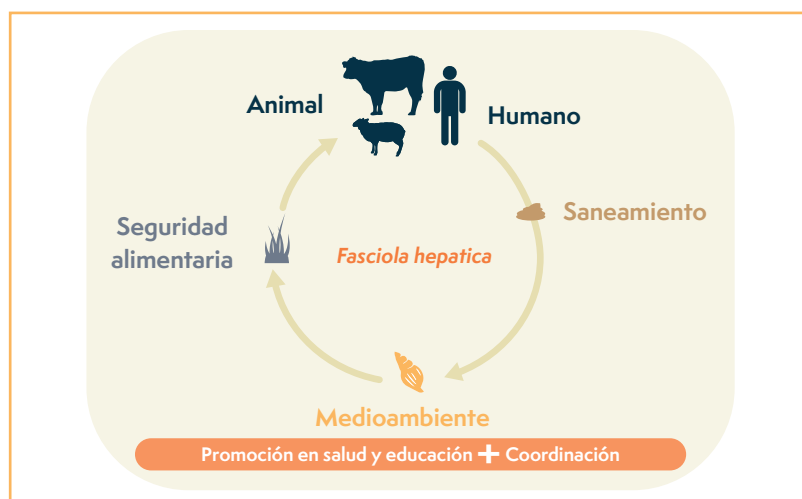 Animal
Humano
Saneamiento
Seguridad
alimentaria
Fasciola hepatica
Medioambiente
Promoción en salud y educación + Coordinación